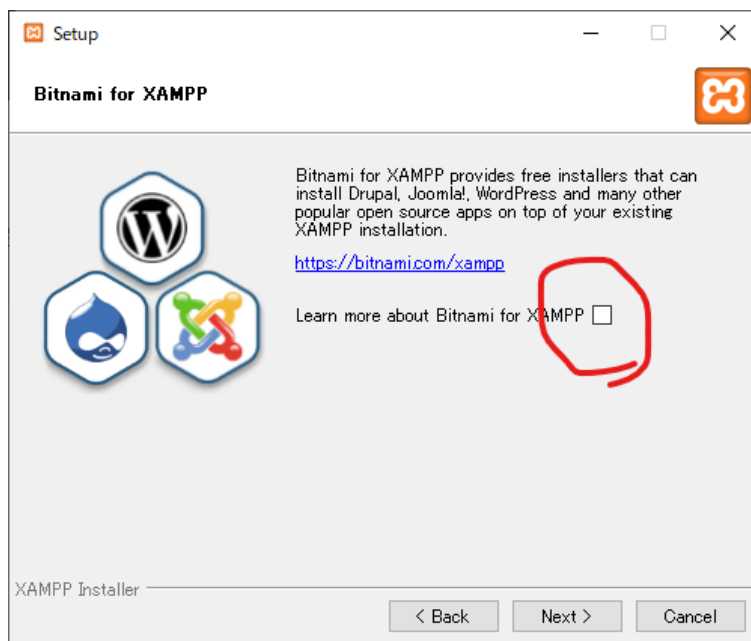 Setup
Bitnami for XAMPP
Bitnami for XAMPP provides free installers that can
install Drupal, Joomla!, WordPress and many other
popular open source apps on top of your existing
XAMPP installation.
https://bitnami.com/xampp
Learn more about Bitnami for XAMPP
XAMPP Installer
< Back
Next >
Cancel